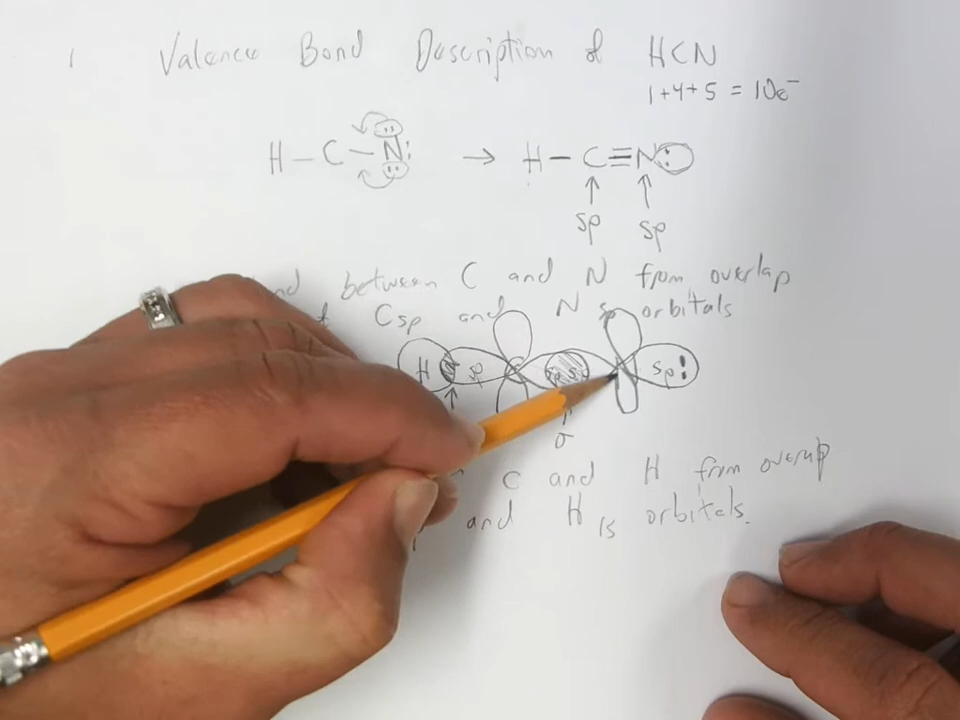 1 Valence Bond Description of HCN
1+4+5 = 10e⁻
H – C – N: → H – C≡N:
sp sp
between C and N from overlap
Csp and N sp orbitals
H sp C sp sp sp:
σ
C and H from overlap
and H 1s orbitals.